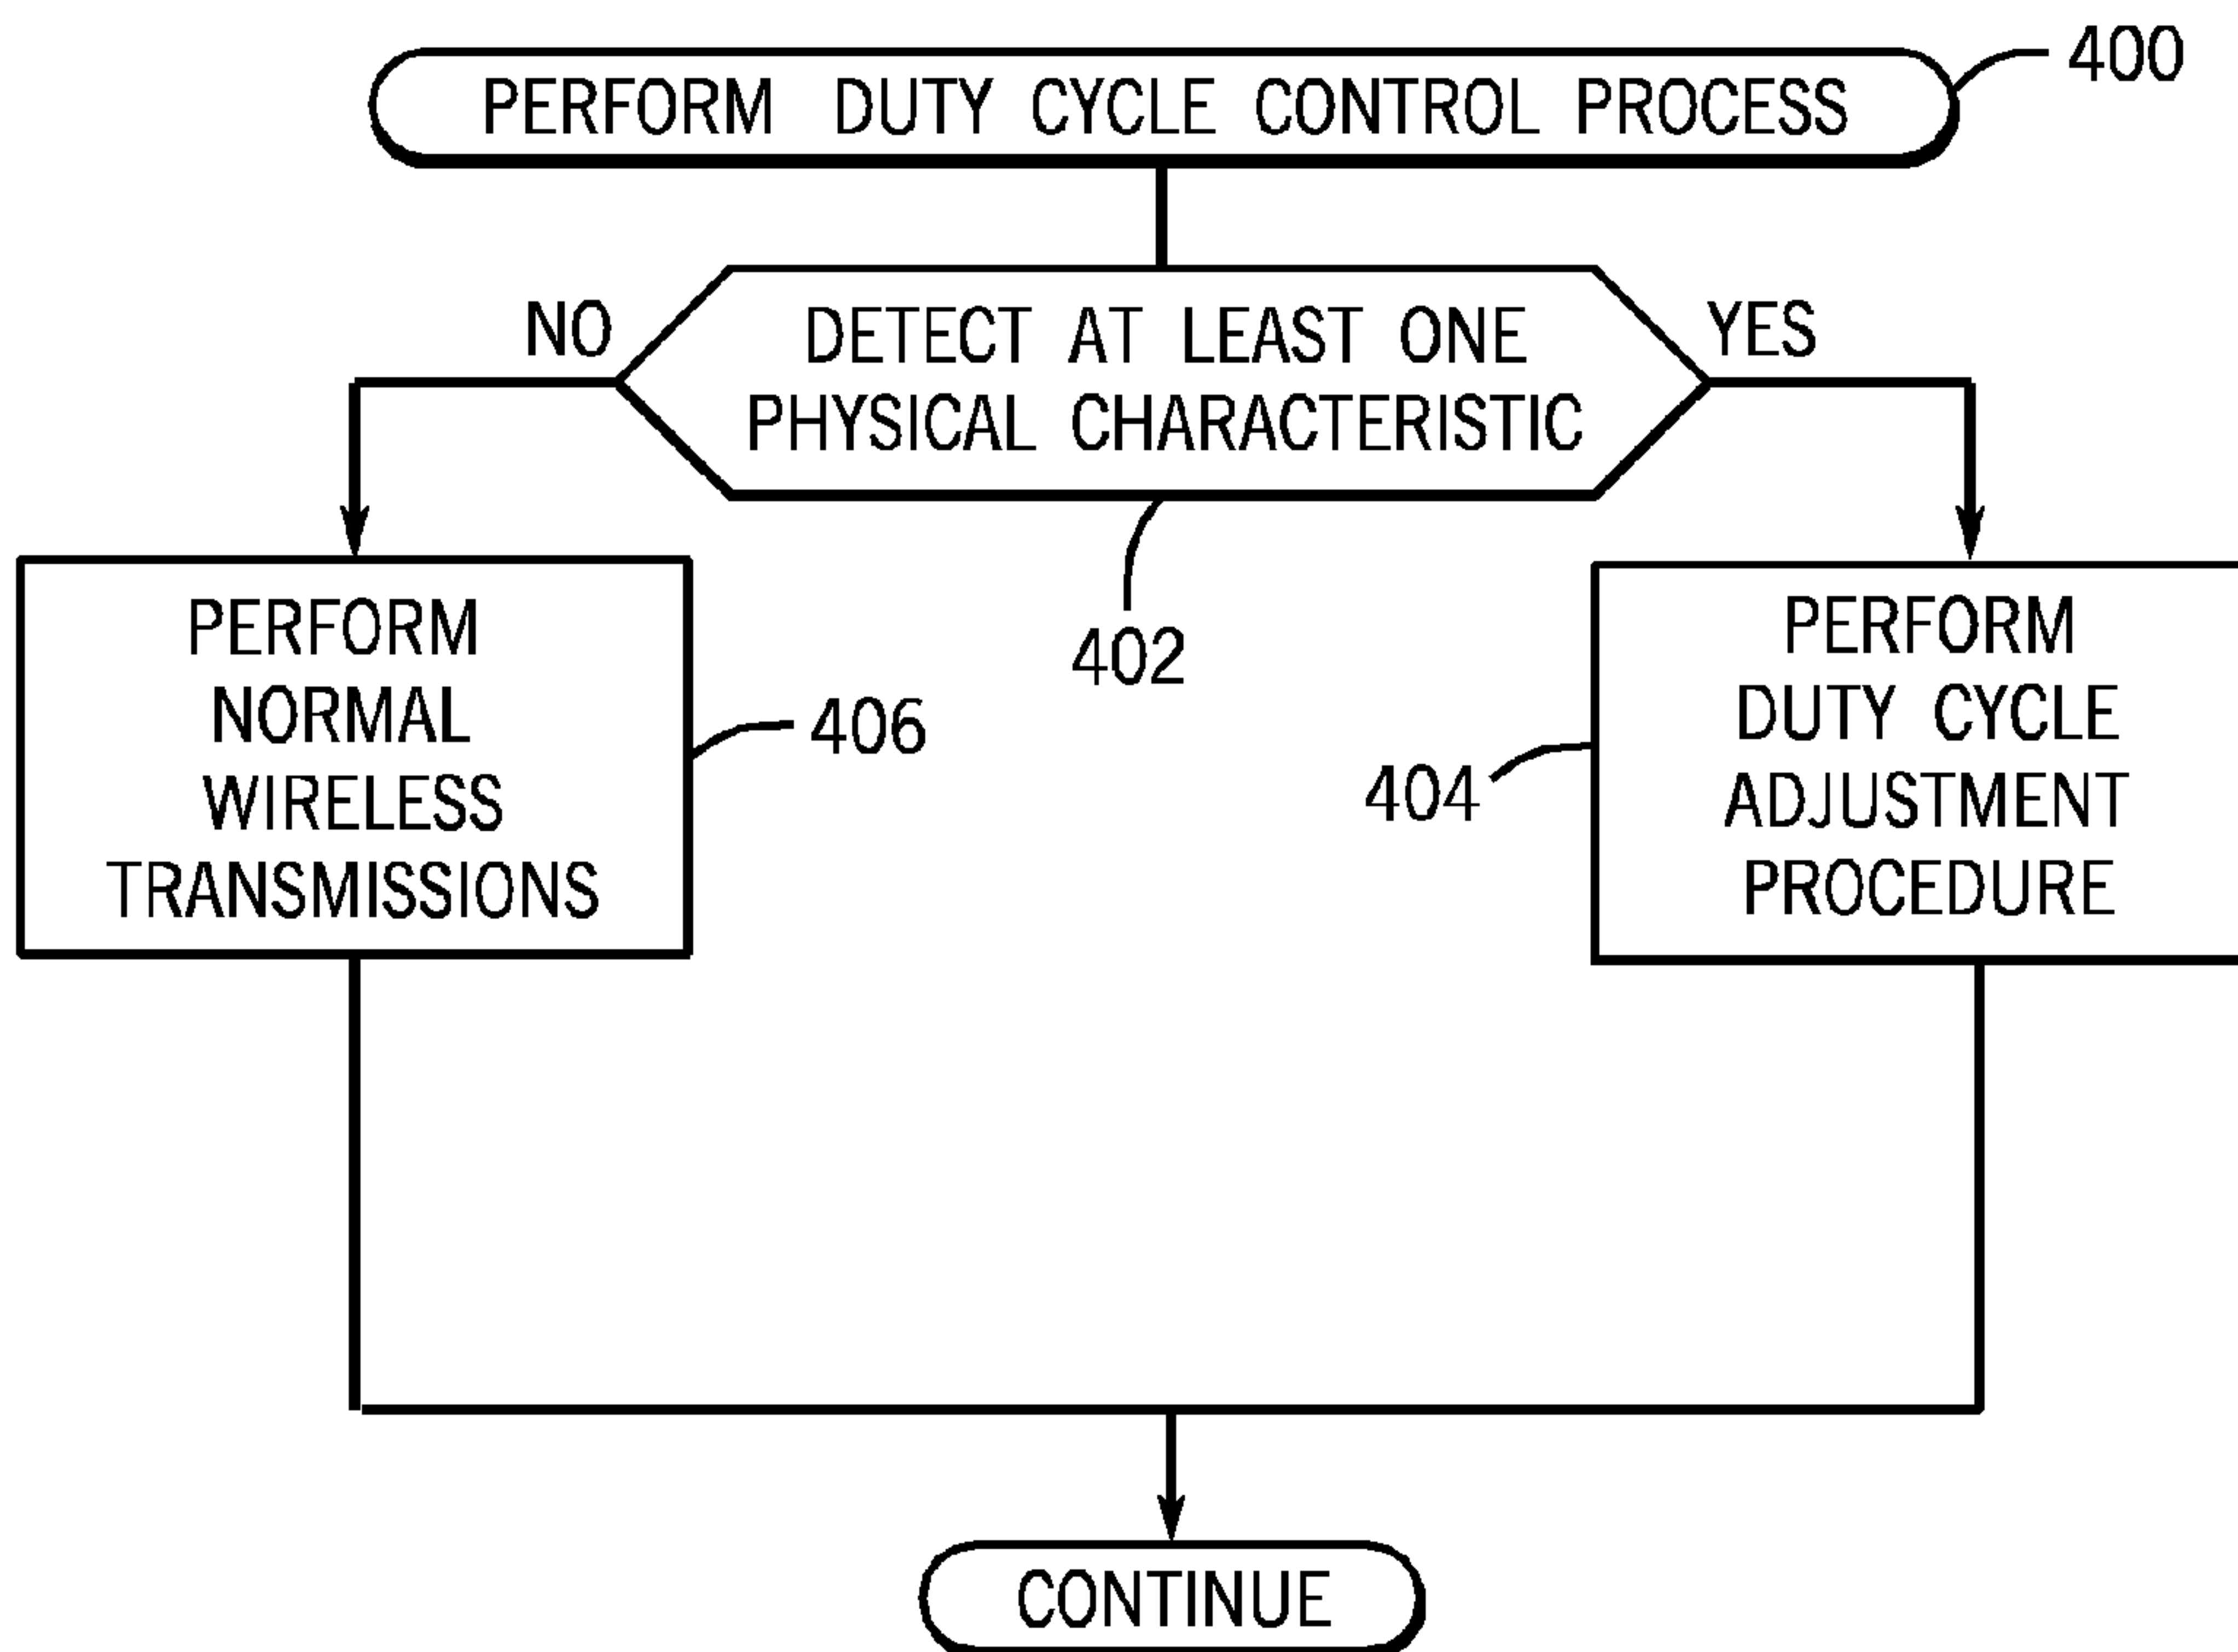 PERFORM DUTY CYCLE CONTROL PROCESS
400
NO
DETECT AT LEAST ONE
PHYSICAL CHARACTERISTIC
YES
402
PERFORM
NORMAL
WIRELESS
TRANSMISSIONS
406
404
PERFORM
DUTY CYCLE
ADJUSTMENT
PROCEDURE
CONTINUE